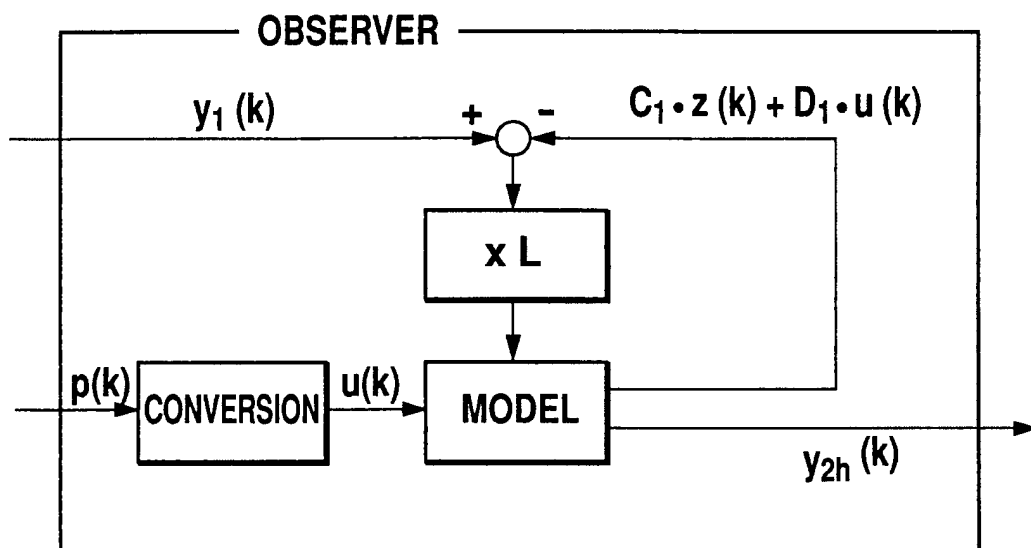 OBSERVER
y₁ (k)
+
−
C₁ • z (k) + D₁ • u (k)
x L
p(k)
CONVERSION
u(k)
MODEL
y₂ₕ (k)